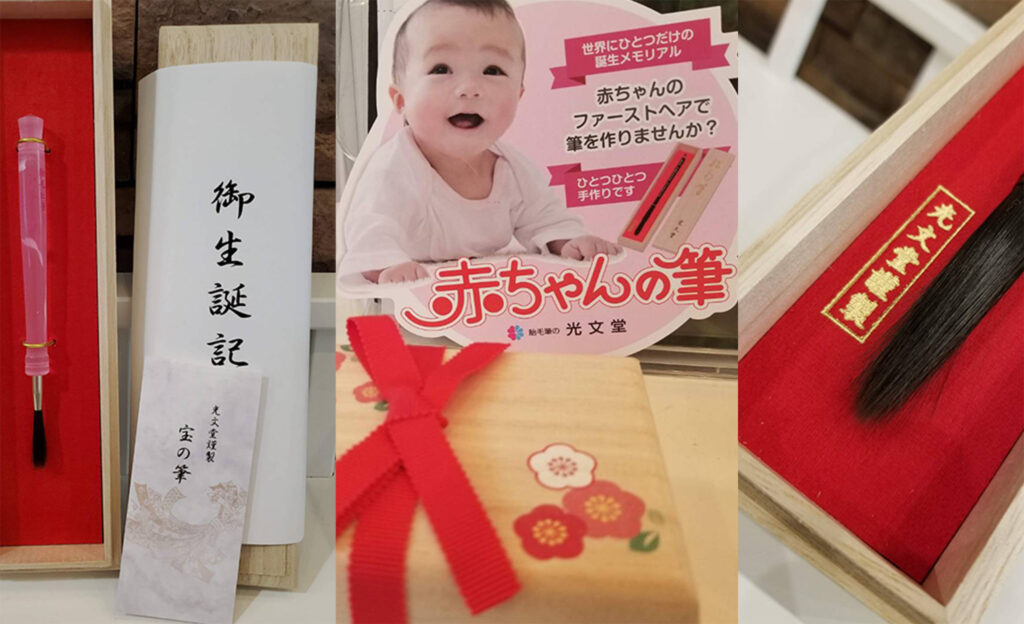 御生誕記
光文堂謹製
宝の筆
世界にひとつだけの
誕生メモリアル
赤ちゃんの
ファーストヘアで
筆を作りませんか？
ひとつひとつ
手作りです
赤ちゃんの筆
胎毛筆の 光文堂
光文堂謹製